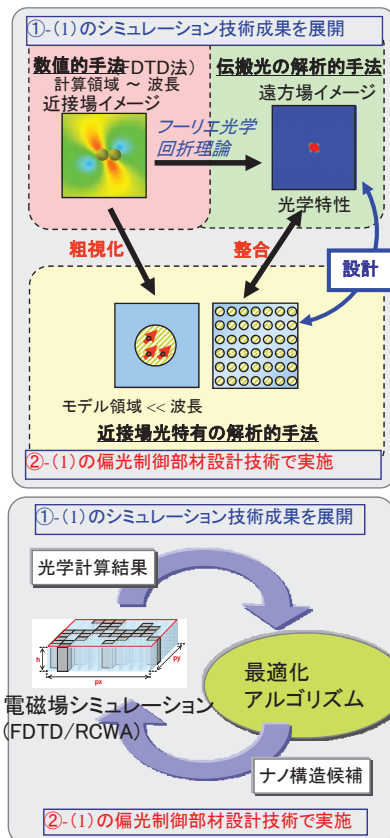 ①-(1)のシミュレーション技術成果を展開
数値的手法(FDTD法)
計算領域 ~ 波長
近接場イメージ
伝搬光の解析的手法
遠方場イメージ
フーリエ光学
回折理論
光学特性
粗視化
整合
設計
モデル領域 << 波長
近接場光特有の解析的手法
②-(1)の偏光制御部材設計技術で実施
①-(1)のシミュレーション技術成果を展開
光学計算結果
h
px
py
電磁場シミュレーション
(FDTD/RCWA)
最適化
アルゴリズム
ナノ構造候補
②-(1)の偏光制御部材設計技術で実施